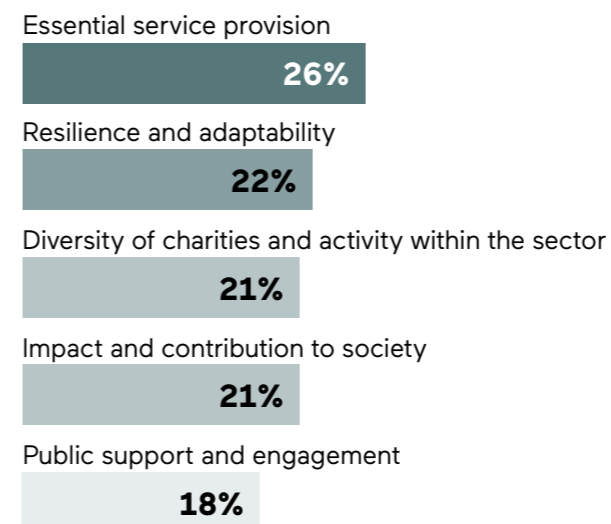 Essential service provision
26%
Resilience and adaptability
22%
Diversity of charities and activity within the sector
21%
Impact and contribution to society
21%
Public support and engagement
18%